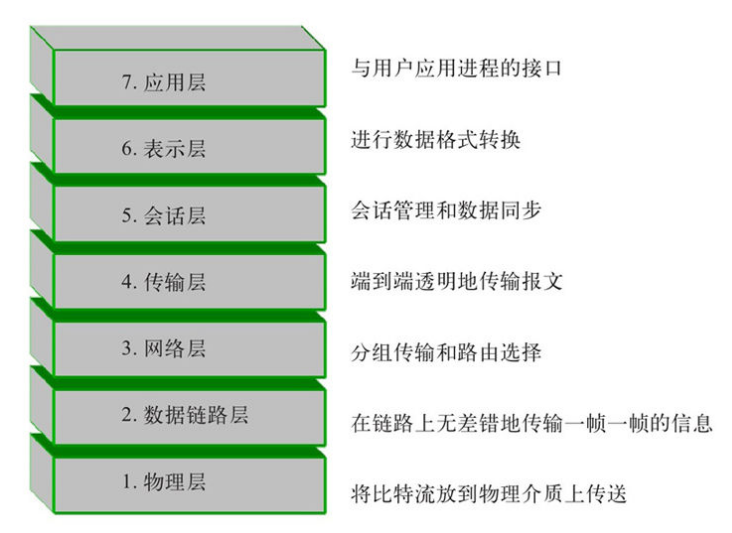 7. 应用层 与用户应用进程的接口
6. 表示层 进行数据格式转换
5. 会话层 会话管理和数据同步
4. 传输层 端到端透明地传输报文
3. 网络层 分组传输和路由选择
2. 数据链路层 在链路上无差错地传输一帧一帧的信息
1. 物理层 将比特流放到物理介质上传送